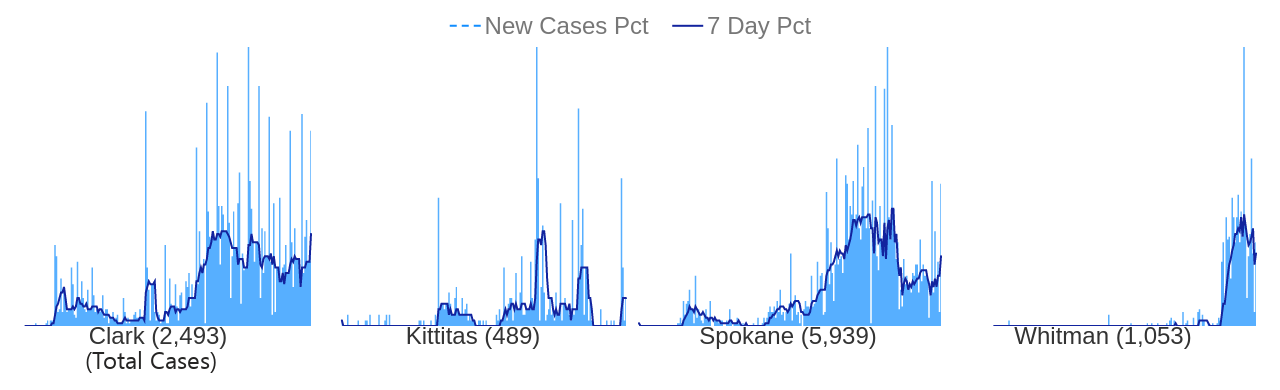 New Cases Pct 7 Day Pct
Clark (2,493) Kittitas (489) Spokane (5,939) Whitman (1,053)
(Total Cases)